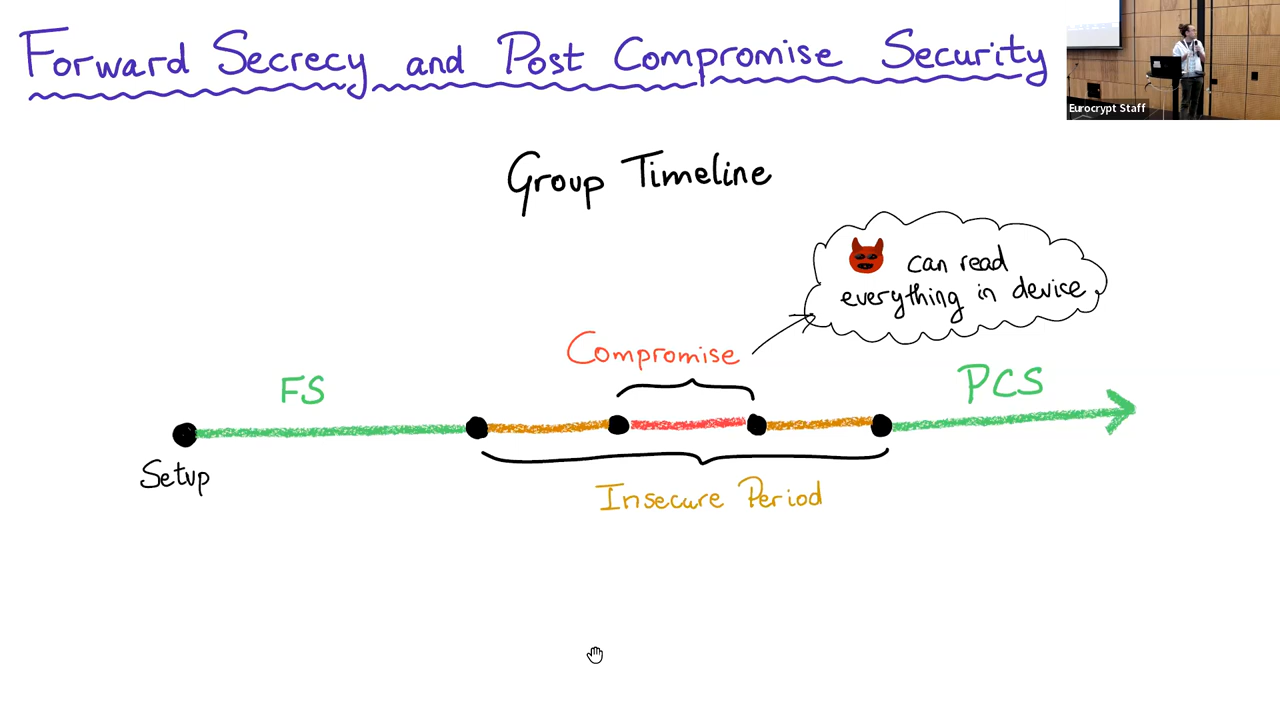 Forward Secrecy and Post Compromise Security
Eurocrypt Staff
Group Timeline
can read
everything in device
Compromise
FS
PCS
Setup
Insecure Period